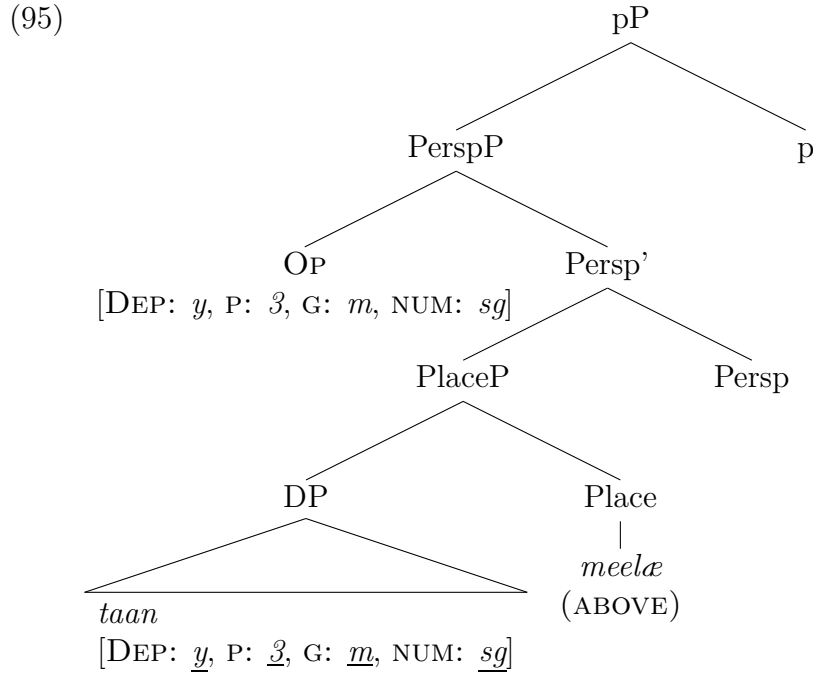 (95)
pP
PerspP p
OP Persp’
[DEP: y, P: 3, G: m, NUM: sg]
PlaceP Persp
DP Place
meelæ
(ABOVE)
taan
[DEP: y, P: 3, G: m, NUM: sg]